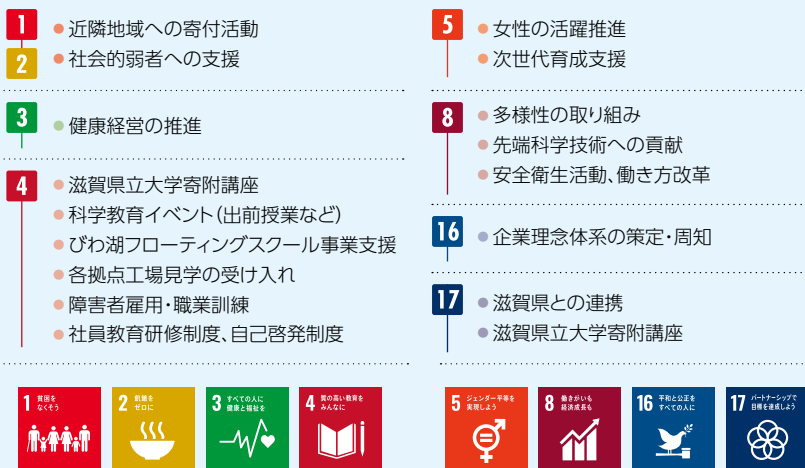 1
2
● 近隣地域への寄付活動
● 社会的弱者への支援
3
● 健康経営の推進
4
● 滋賀県立大学寄附講座
● 科学教育イベント(出前授業など)
● びわ湖フローティングスクール事業支援
● 各拠点工場見学の受け入れ
● 障害者雇用・職業訓練
● 社員教育研修制度、自己啓発制度
5
● 女性の活躍推進
● 次世代育成支援
8
● 多様性の取り組み
● 先端科学技術への貢献
● 安全衛生活動、働き方改革
16
● 企業理念体系の策定・周知
17
● 滋賀県との連携
● 滋賀県立大学寄附講座
1 貧困を
なくそう
2 飢餓を
ゼロに
3 すべての人に
健康と福祉を
4 質の高い教育を
みんなに
5 ジェンダー平等を
実現しよう
8 働きがいも
経済成長も
16 平和と公正を
すべての人に
17 パートナーシップで
目標を達成しよう